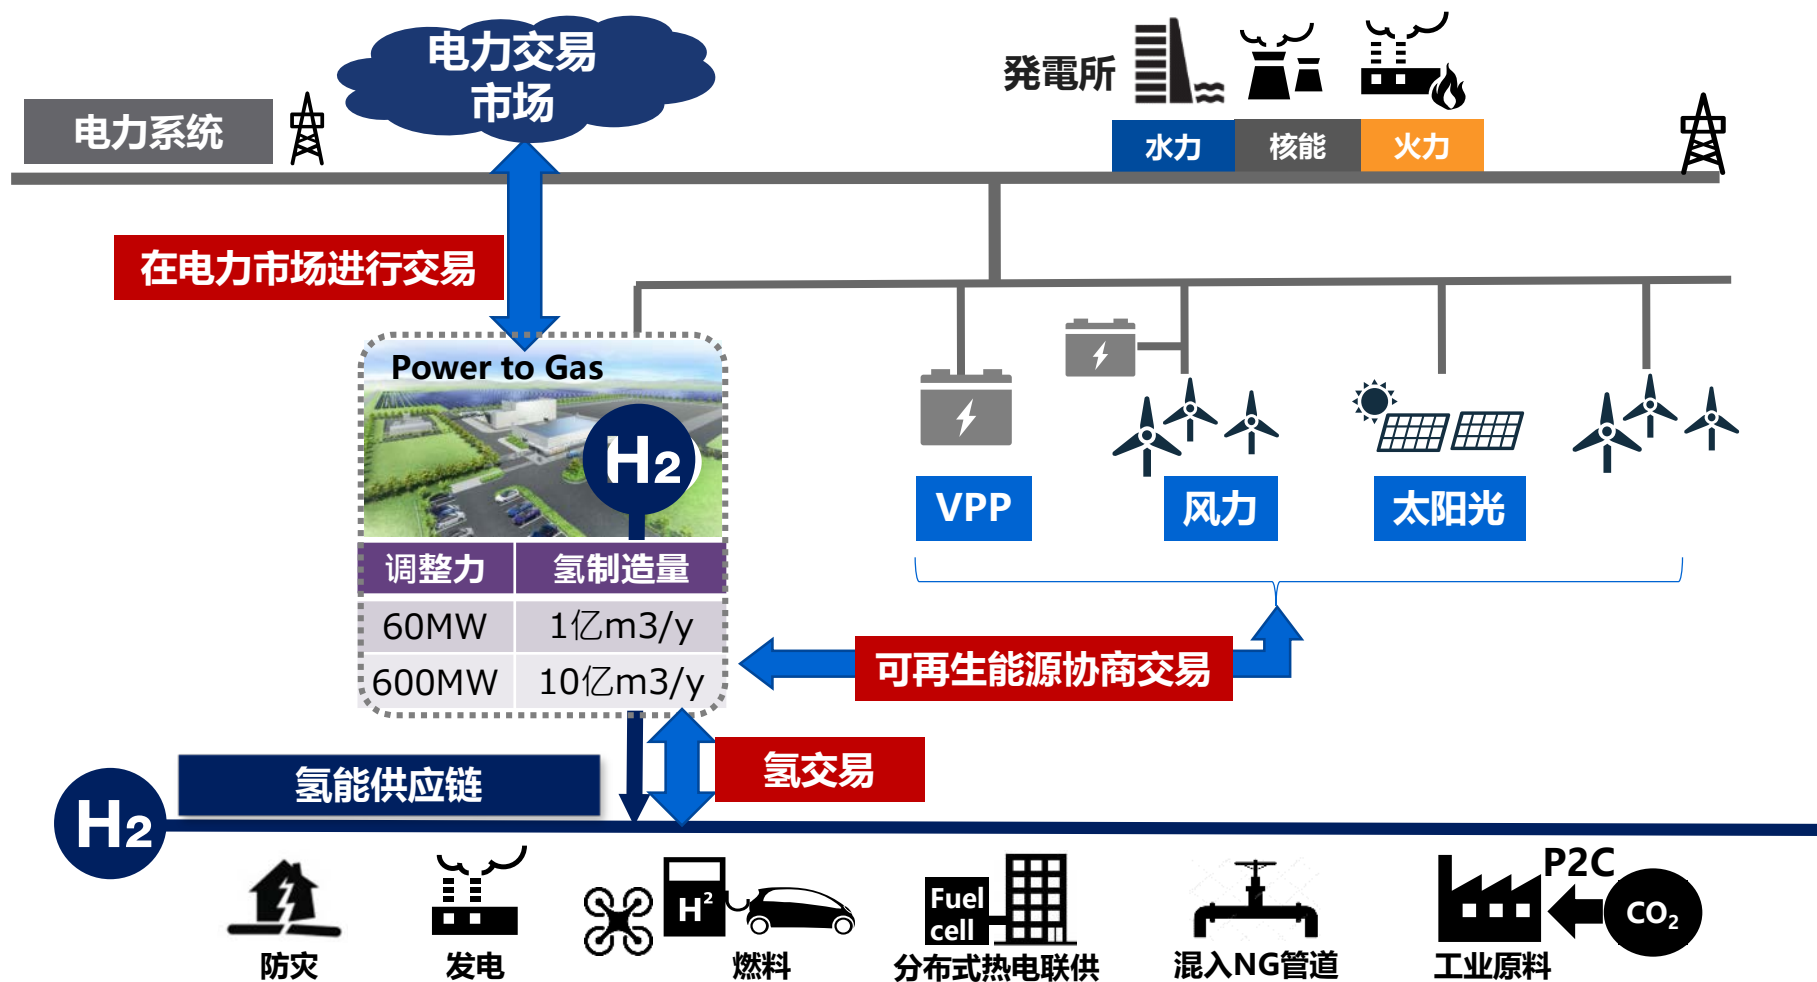 电力交易
市场
発電所
电力系统
水力
核能
火力
在电力市场进行交易
Power to Gas
H2
VPP
风力
太阳光
调整力
氢制造量
60MW
1亿m3/y
600MW
10亿m3/y
可再生能源协商交易
氢交易
氢能供应链
H2
H²
Fuel
cell
P2C
CO₂
防灾
发电
燃料
分布式热电联供
混入NG管道
工业原料